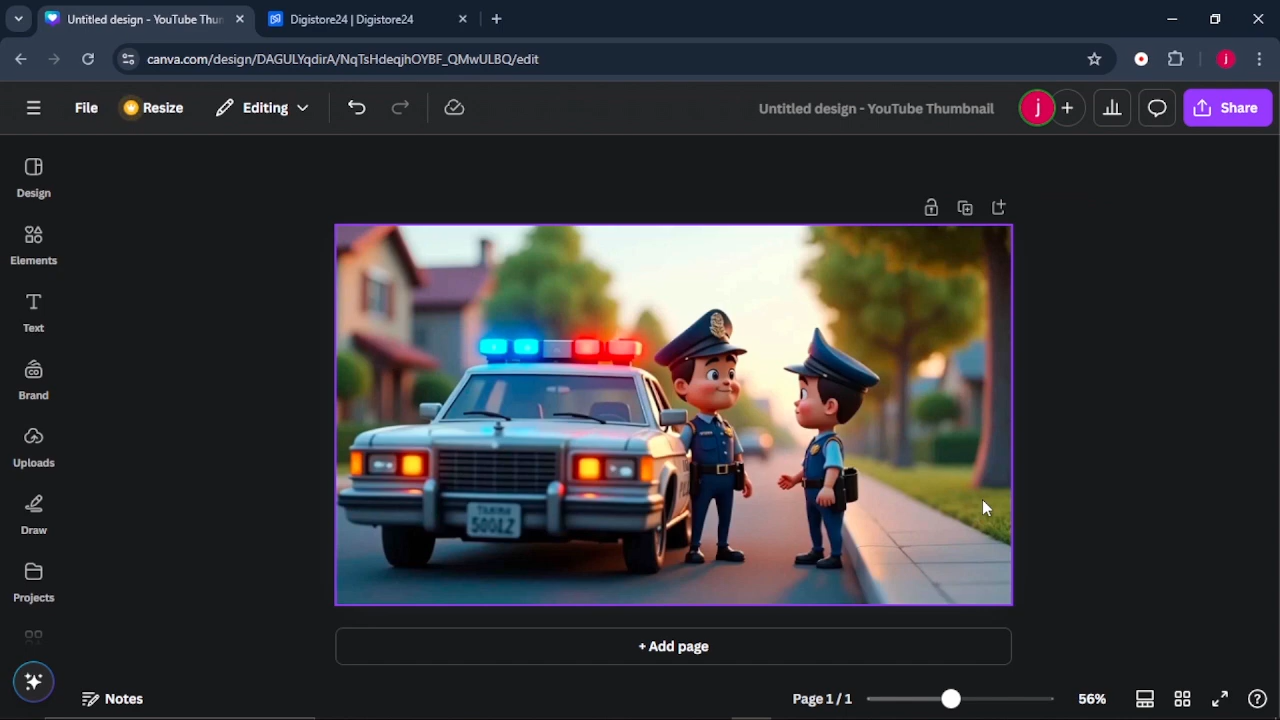 Untitled design - YouTube Thun
Digistore24 | Digistore24
canva.com/design/DAGULYqdirA/NqTsHdeqjhOYBF_QMwULBQ/edit
j
File
Resize
Editing
Untitled design - YouTube Thumbnail
j
Share
Design
Elements
Text
Brand
Uploads
Draw
Projects
+ Add page
Notes
Page 1 / 1
56%